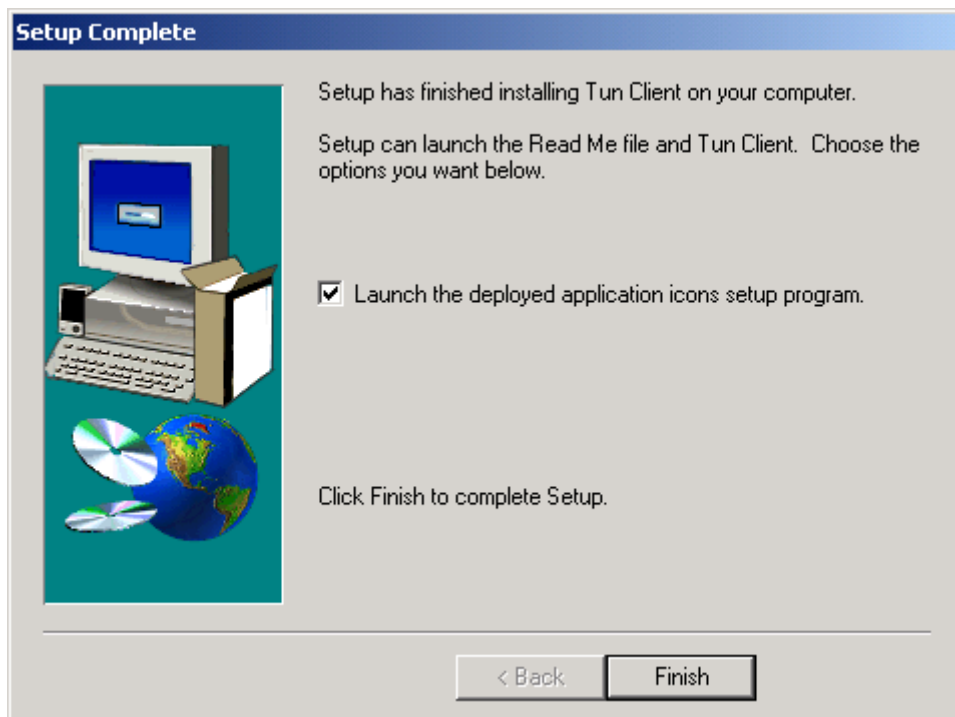 Setup Complete
Setup has finished installing Tun Client on your computer.
Setup can launch the Read Me file and Tun Client.  Choose the
options you want below.
Launch the deployed application icons setup program.
Click Finish to complete Setup.
< Back
Finish